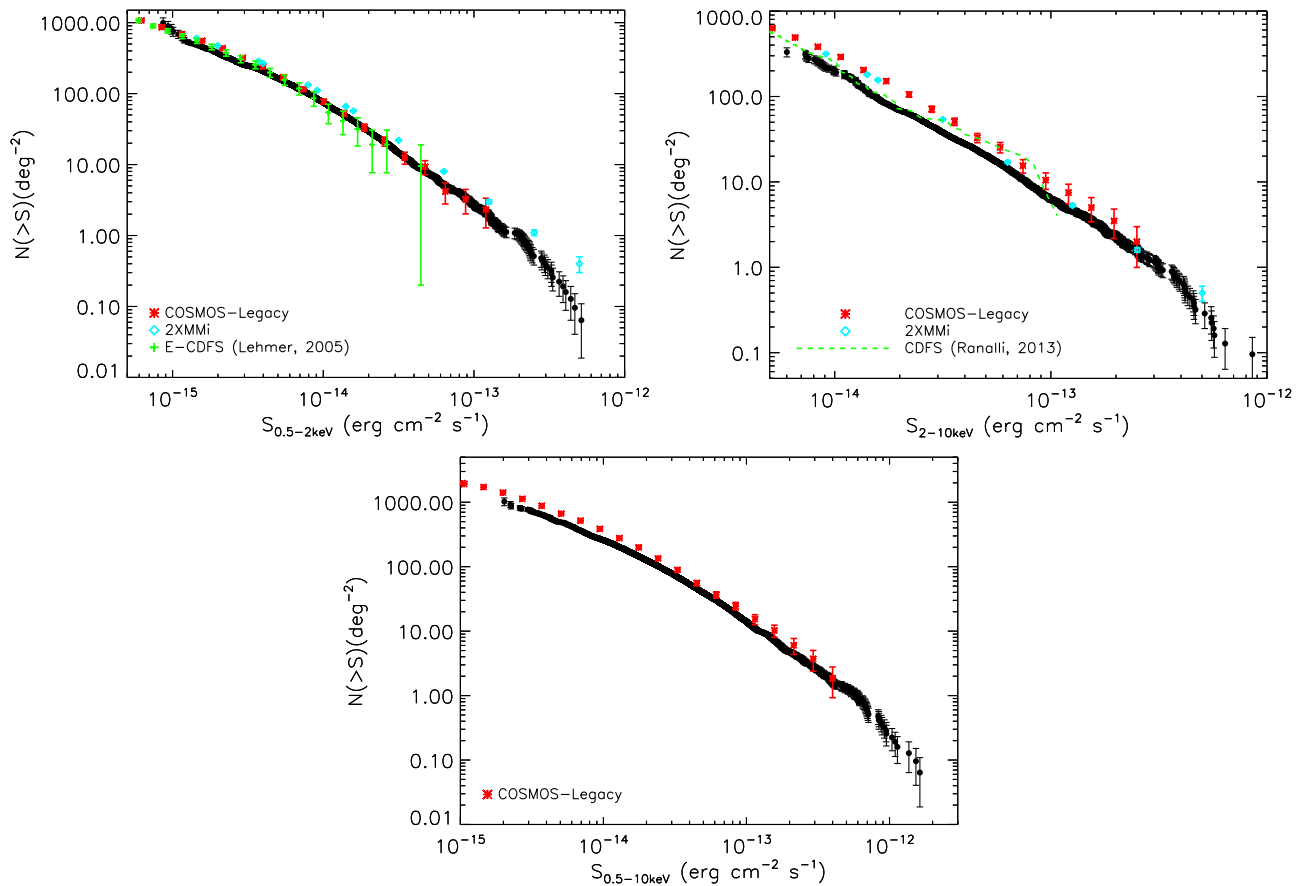 1000.00
100.00
10.00
1.00
0.10
0.01
N(>S)(deg⁻²)
COSMOS−Legacy
2XMMi
E−CDFS (Lehmer, 2005)
10⁻¹⁵ 10⁻¹⁴ 10⁻¹³ 10⁻¹²
S₀.₅₋₂ₖₑV (erg cm⁻² s⁻¹)
1000.0
100.0
10.0
1.0
0.1
N(>S)(deg⁻²)
COSMOS−Legacy
2XMMi
CDFS (Ranalli, 2013)
10⁻¹⁴ 10⁻¹³ 10⁻¹²
S₂₋₁₀ₖₑV (erg cm⁻² s⁻¹)
1000.00
100.00
10.00
1.00
0.10
0.01
N(>S)(deg⁻²)
COSMOS−Legacy
10⁻¹⁵ 10⁻¹⁴ 10⁻¹³ 10⁻¹²
S₀.₅₋₁₀ₖₑV (erg cm⁻² s⁻¹)